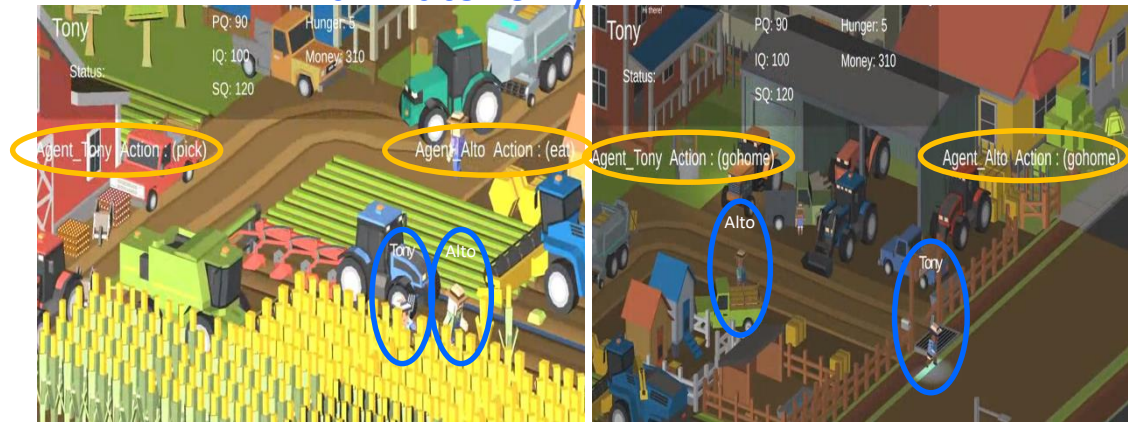 Tony
PQ: 90
Hunger: 5
IQ: 100
Money: 310
Status:
SQ: 120
Agent_Tony Action : (pick)
Agent_Alto Action : (eat)
Tony
Alto
Hi there!
Tony
PQ: 90
Hunger: 5
IQ: 100
Money: 310
Status:
SQ: 120
Agent_Tony Action : (gohome)
Agent_Alto Action : (gohome)
Alto
Tony